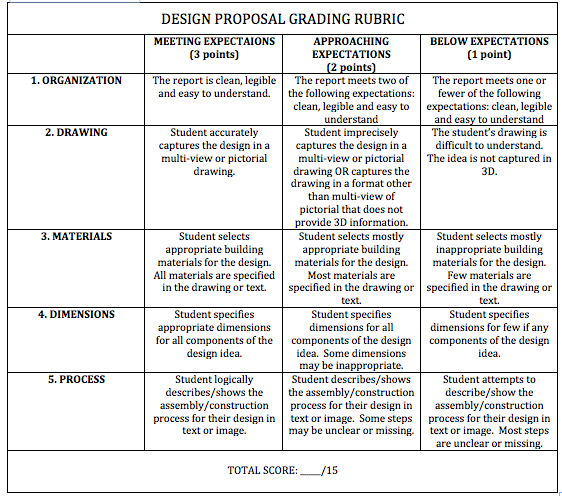 DESIGN PROPOSAL GRADING RUBRIC
MEETING EXPECTAIONS
(3 points)
APPROACHING
EXPECTATIONS
(2 points)
BELOW EXPECTATIONS
(1 point)
1. ORGANIZATION
The report is clean, legible
and easy to understand.
The report meets two of
the following expectations:
clean, legible and easy to
understand
The report meets one or
fewer of the following
expectations: clean, legible
and easy to understand
2. DRAWING
Student accurately
captures the design in a
multi-view or pictorial
drawing.
Student imprecisely
captures the design in a
multi-view or pictorial
drawing OR captures the
drawing in a format other
than multi-view of
pictorial that does not
provide 3D information.
The student's drawing is
difficult to understand.
The idea is not captured in
3D.
3. MATERIALS
Student selects
appropriate building
materials for the design.
All materials are specified
in the drawing or text.
Student selects mostly
appropriate building
materials for the design.
Most materials are
specified in the drawing or
text.
Student selects mostly
inappropriate building
materials for the design.
Few materials are
specified in the drawing or
text.
4. DIMENSIONS
Student specifies
appropriate dimensions
for all components of the
design idea.
Student specifies
dimensions for all
components of the design
idea. Some dimensions
may be inappropriate.
Student specifies
dimensions for few if any
components of the design
idea.
5. PROCESS
Student logically
describes/shows the
assembly/construction
process for their design in
text or image.
Student describes/shows
the assembly/construction
process for their design in
text or image. Some steps
may be unclear or missing.
Student attempts to
describe/show the
assembly/construction
process for their design in
text or image. Most steps
are unclear or missing.
TOTAL SCORE: ____/15